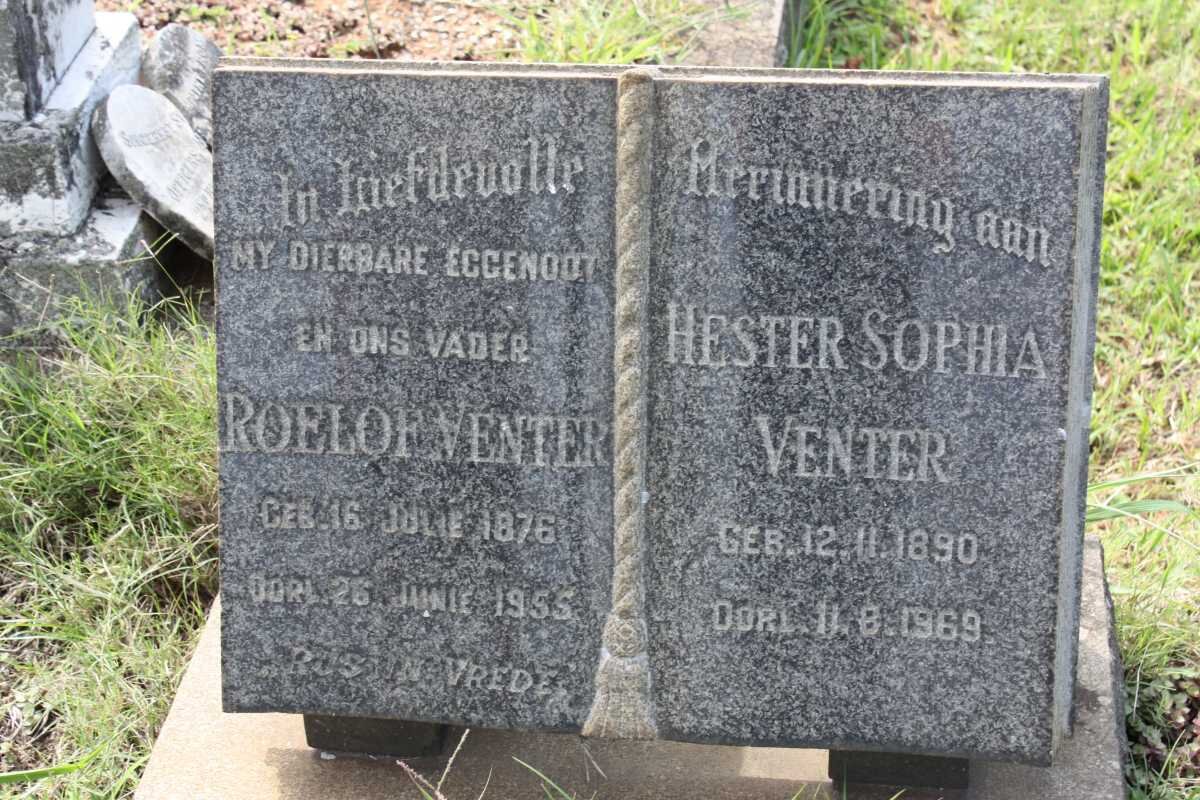 In Liefdevolle
MY DIERBARE EGGENOOT
EN ONS VADER
ROELOF VENTER
GEB. 16 JULIE 1876
OORL. 26 JUNIE 1955.
"RUS IN VREDE"
Herinnering aan
HESTER SOPHIA
VENTER
GEB. 12.11.1890
OORL. 11.8.1969